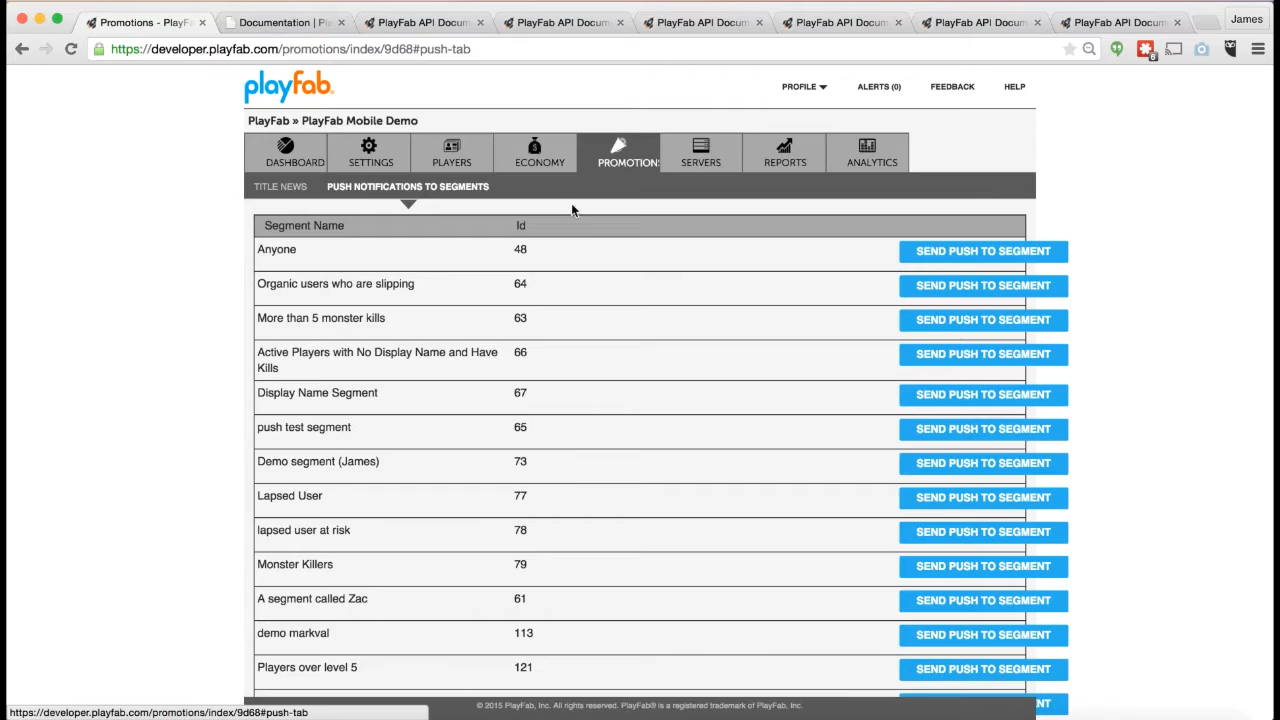 Promotions - PlayF
Documentation | Pla
PlayFab API Docum
PlayFab API Docum
PlayFab API Docum
PlayFab API Docum
PlayFab API Docum
PlayFab API Docum
James
https://developer.playfab.com/promotions/index/9d68#push-tab
6
playfab
PROFILE
ALERTS (0)
FEEDBACK
HELP
PlayFab » PlayFab Mobile Demo
DASHBOARD
SETTINGS
PLAYERS
ECONOMY
PROMOTION
SERVERS
REPORTS
ANALYTICS
TITLE NEWS
PUSH NOTIFICATIONS TO SEGMENTS
Segment Name Id
Anyone 48 SEND PUSH TO SEGMENT
Organic users who are slipping 64 SEND PUSH TO SEGMENT
More than 5 monster kills 63 SEND PUSH TO SEGMENT
Active Players with No Display Name and Have 66 SEND PUSH TO SEGMENT
Kills
Display Name Segment 67 SEND PUSH TO SEGMENT
push test segment 65 SEND PUSH TO SEGMENT
Demo segment (James) 73 SEND PUSH TO SEGMENT
Lapsed User 77 SEND PUSH TO SEGMENT
lapsed user at risk 78 SEND PUSH TO SEGMENT
Monster Killers 79 SEND PUSH TO SEGMENT
A segment called Zac 61 SEND PUSH TO SEGMENT
demo markval 113 SEND PUSH TO SEGMENT
Players over level 5 121 SEND PUSH TO SEGMENT
NT
© 2015 PlayFab, Inc. All rights reserved. PlayFab® is a registered trademark of PlayFab, Inc.
https://developer.playfab.com/promotions/index/9d68#push-tab